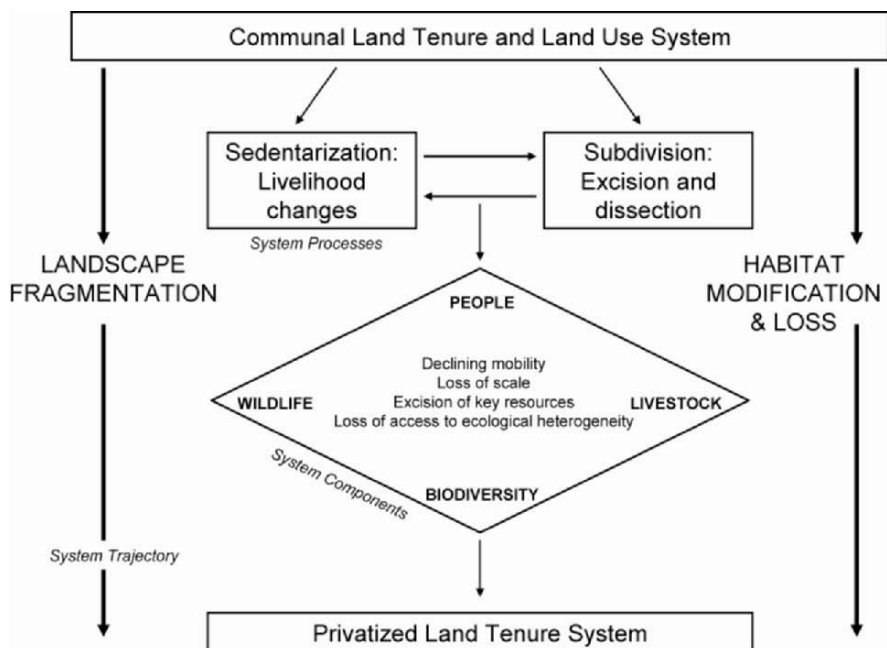 Communal Land Tenure and Land Use System
Sedentarization:
Livelihood
changes
Subdivision:
Excision and
dissection
System Processes
LANDSCAPE
FRAGMENTATION
HABITAT
MODIFICATION
& LOSS
PEOPLE
Declining mobility
Loss of scale
Excision of key resources
Loss of access to ecological heterogeneity
WILDLIFE
LIVESTOCK
System Components
BIODIVERSITY
System Trajectory
Privatized Land Tenure System